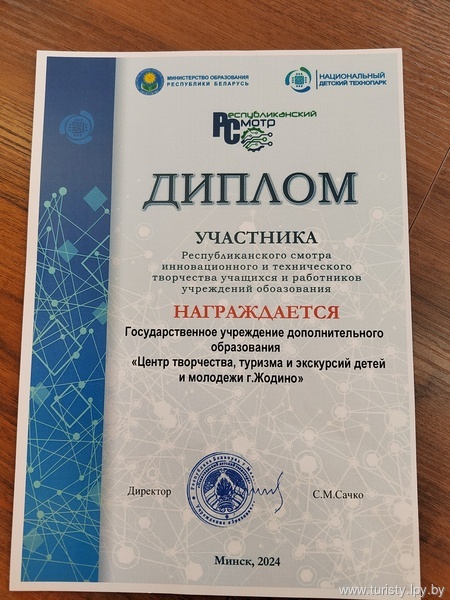 МИНИСТЕРСТВО ОБРАЗОВАНИЯ
РЕСПУБЛИКИ БЕЛАРУСЬ
НАЦИОНАЛЬНЫЙ
ДЕТСКИЙ ТЕХНОПАРК
РЕСПУБЛИКАНСКИЙ
СМОТР
ДИПЛОМ
УЧАСТНИКА
Республиканского смотра
инновационного и технического
творчества учащихся и работников
учреждений обоазования
НАГРАЖДАЕТСЯ
Государственное учреждение дополнительного
образования
«Центр творчества, туризма и экскурсий детей
и молодежи г.Жодино»
Директор
С.М.Сачко
Минск, 2024
www.turisty.lpy.by